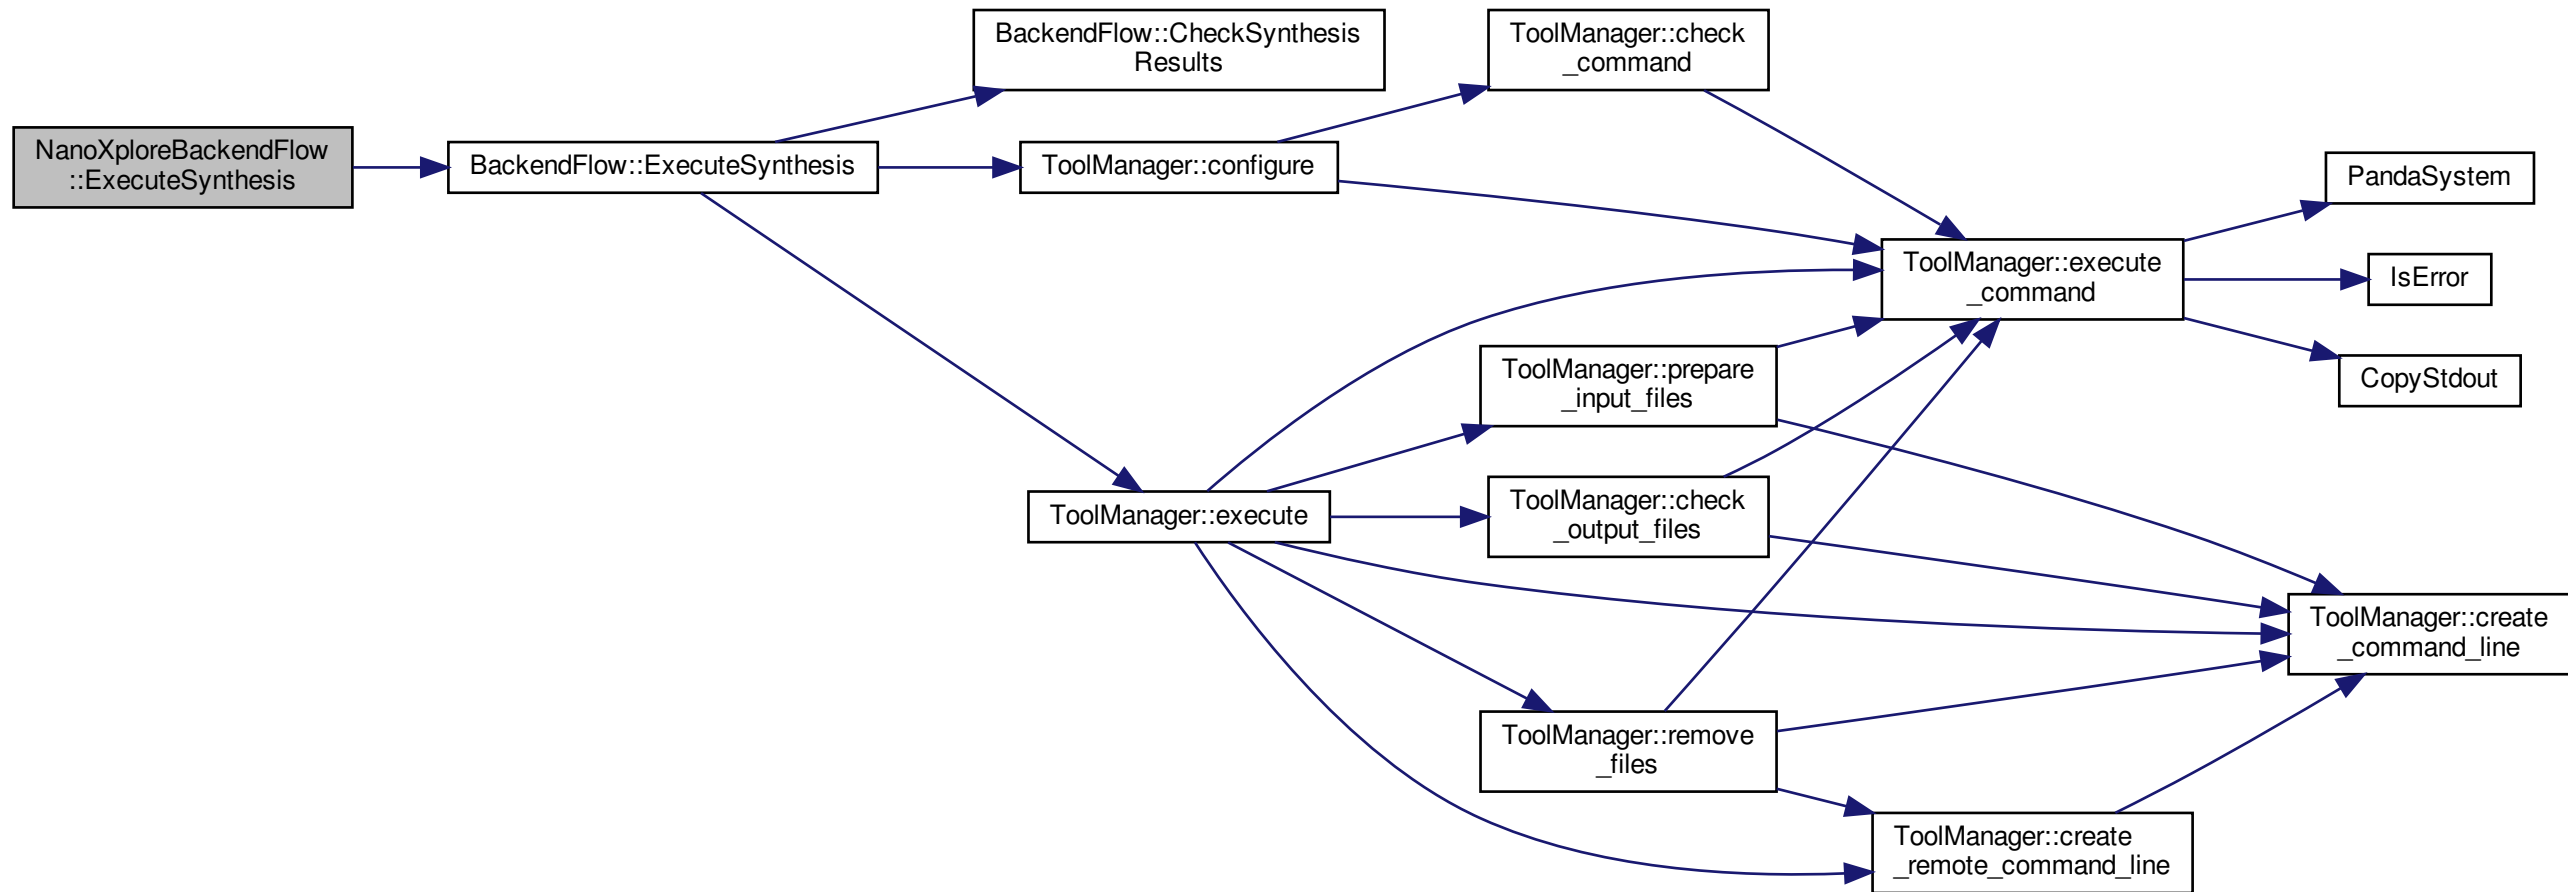 NanoXploreBackendFlow
::ExecuteSynthesis
BackendFlow::ExecuteSynthesis
BackendFlow::CheckSynthesis
Results
ToolManager::configure
ToolManager::execute
ToolManager::check
_command
ToolManager::prepare
_input_files
ToolManager::check
_output_files
ToolManager::remove
_files
ToolManager::execute
_command
ToolManager::create
_remote_command_line
PandaSystem
IsError
CopyStdout
ToolManager::create
_command_line